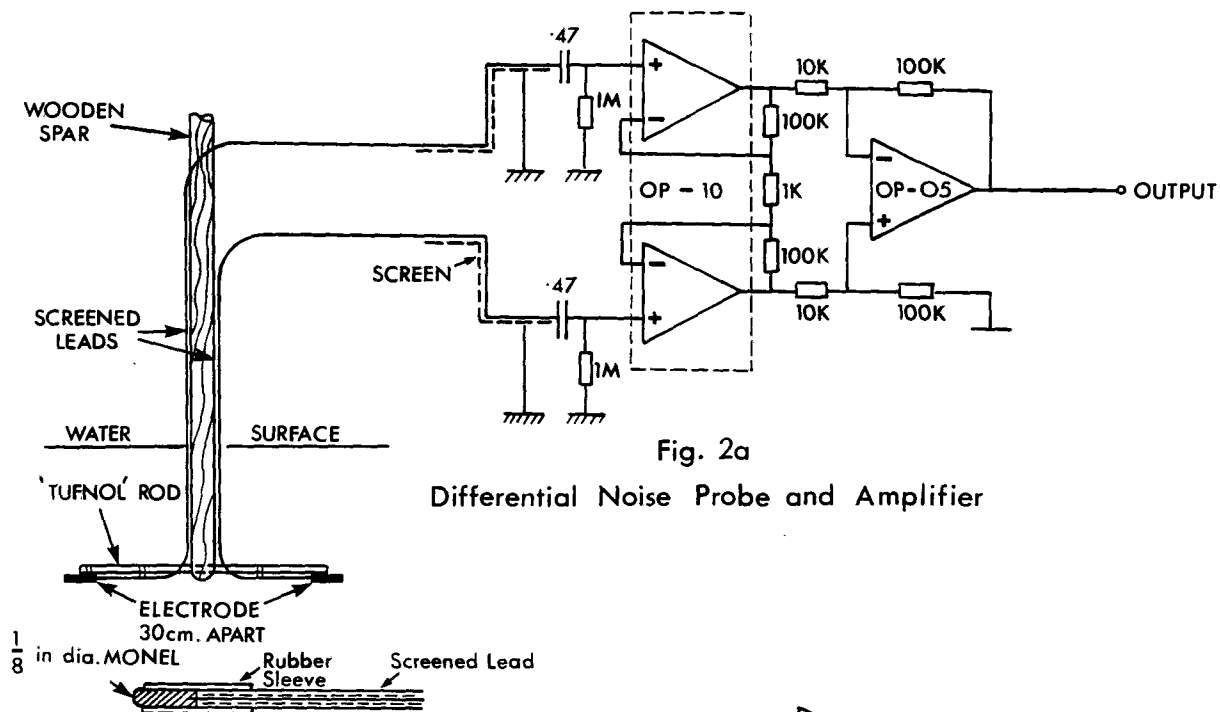 .47
10K
100K
WOODEN
SPAR
1M
+
−
100K
OP - 10
1K
−
OP-05
+
OUTPUT
SCREEN
100K
−
+
.47
10K
100K
SCREENED
LEADS
1M
WATER
SURFACE
Fig. 2a
'TUFNOL' ROD
Differential Noise Probe and Amplifier
ELECTRODE
30cm. APART
1/8 in dia. MONEL
Rubber
Sleeve
Screened Lead